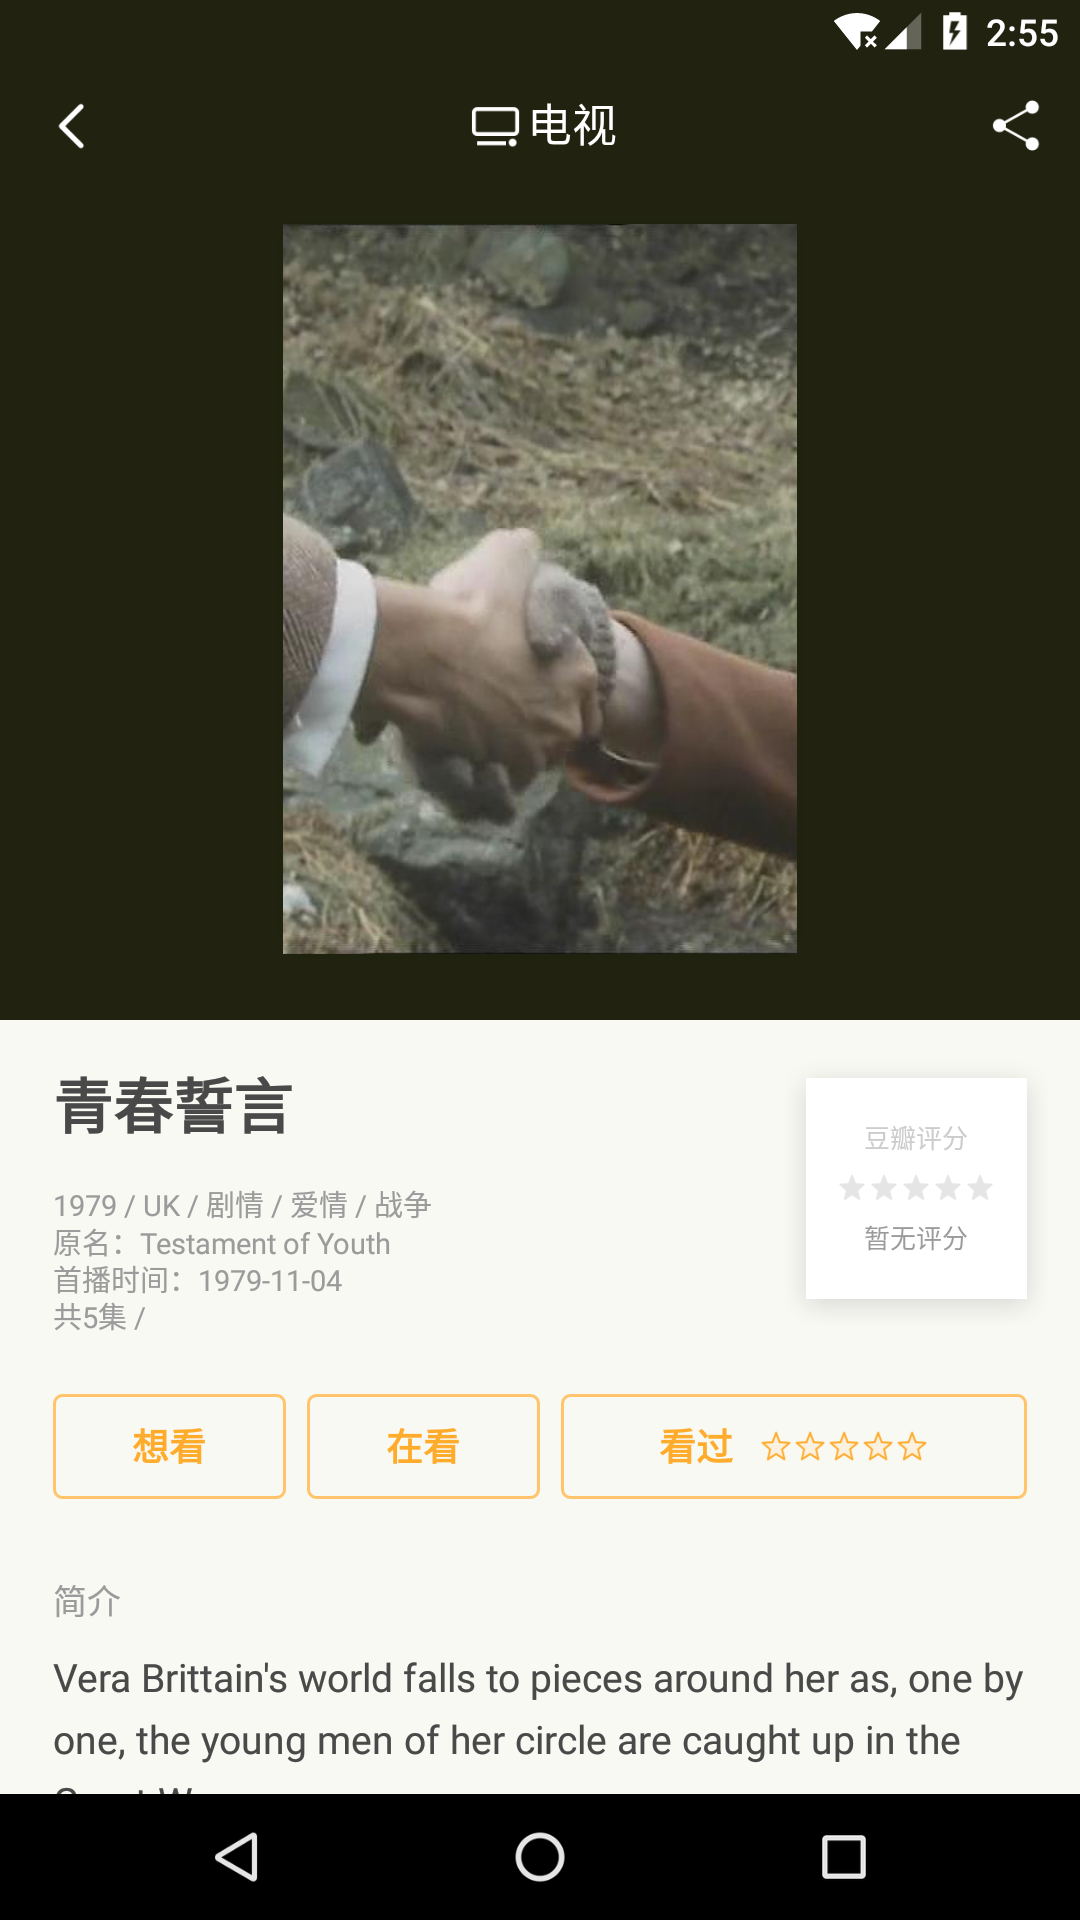 2:55
电视
青春誓言
豆瓣评分
暂无评分
1979 / UK / 剧情 / 爱情 / 战争
原名：Testament of Youth
首播时间：1979-11-04
共5集 /
想看
在看
看过
简介
Vera Brittain's world falls to pieces around her as, one by
one, the young men of her circle are caught up in the